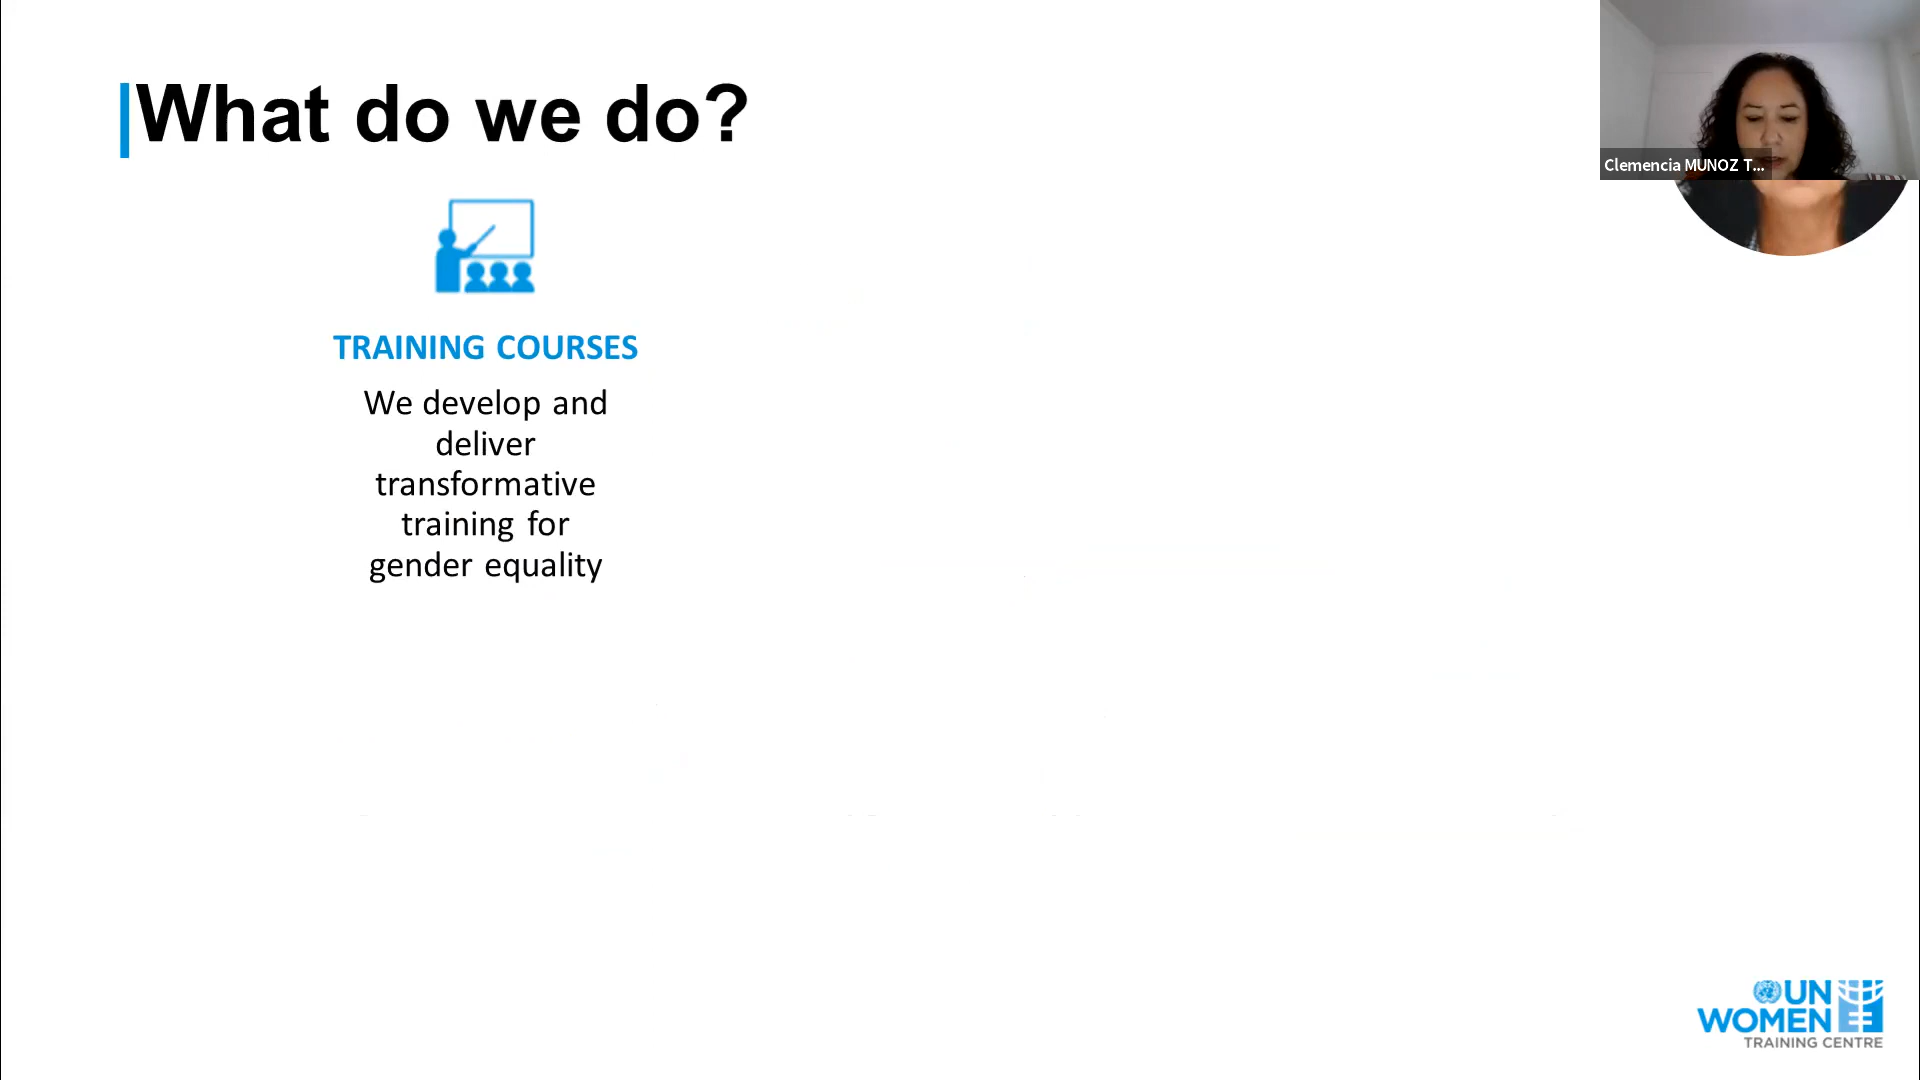 What do we do?
Clemencia MUNOZ T...
TRAINING COURSES
We develop and
deliver
transformative
training for
gender equality
UN
WOMEN
TRAINING CENTRE